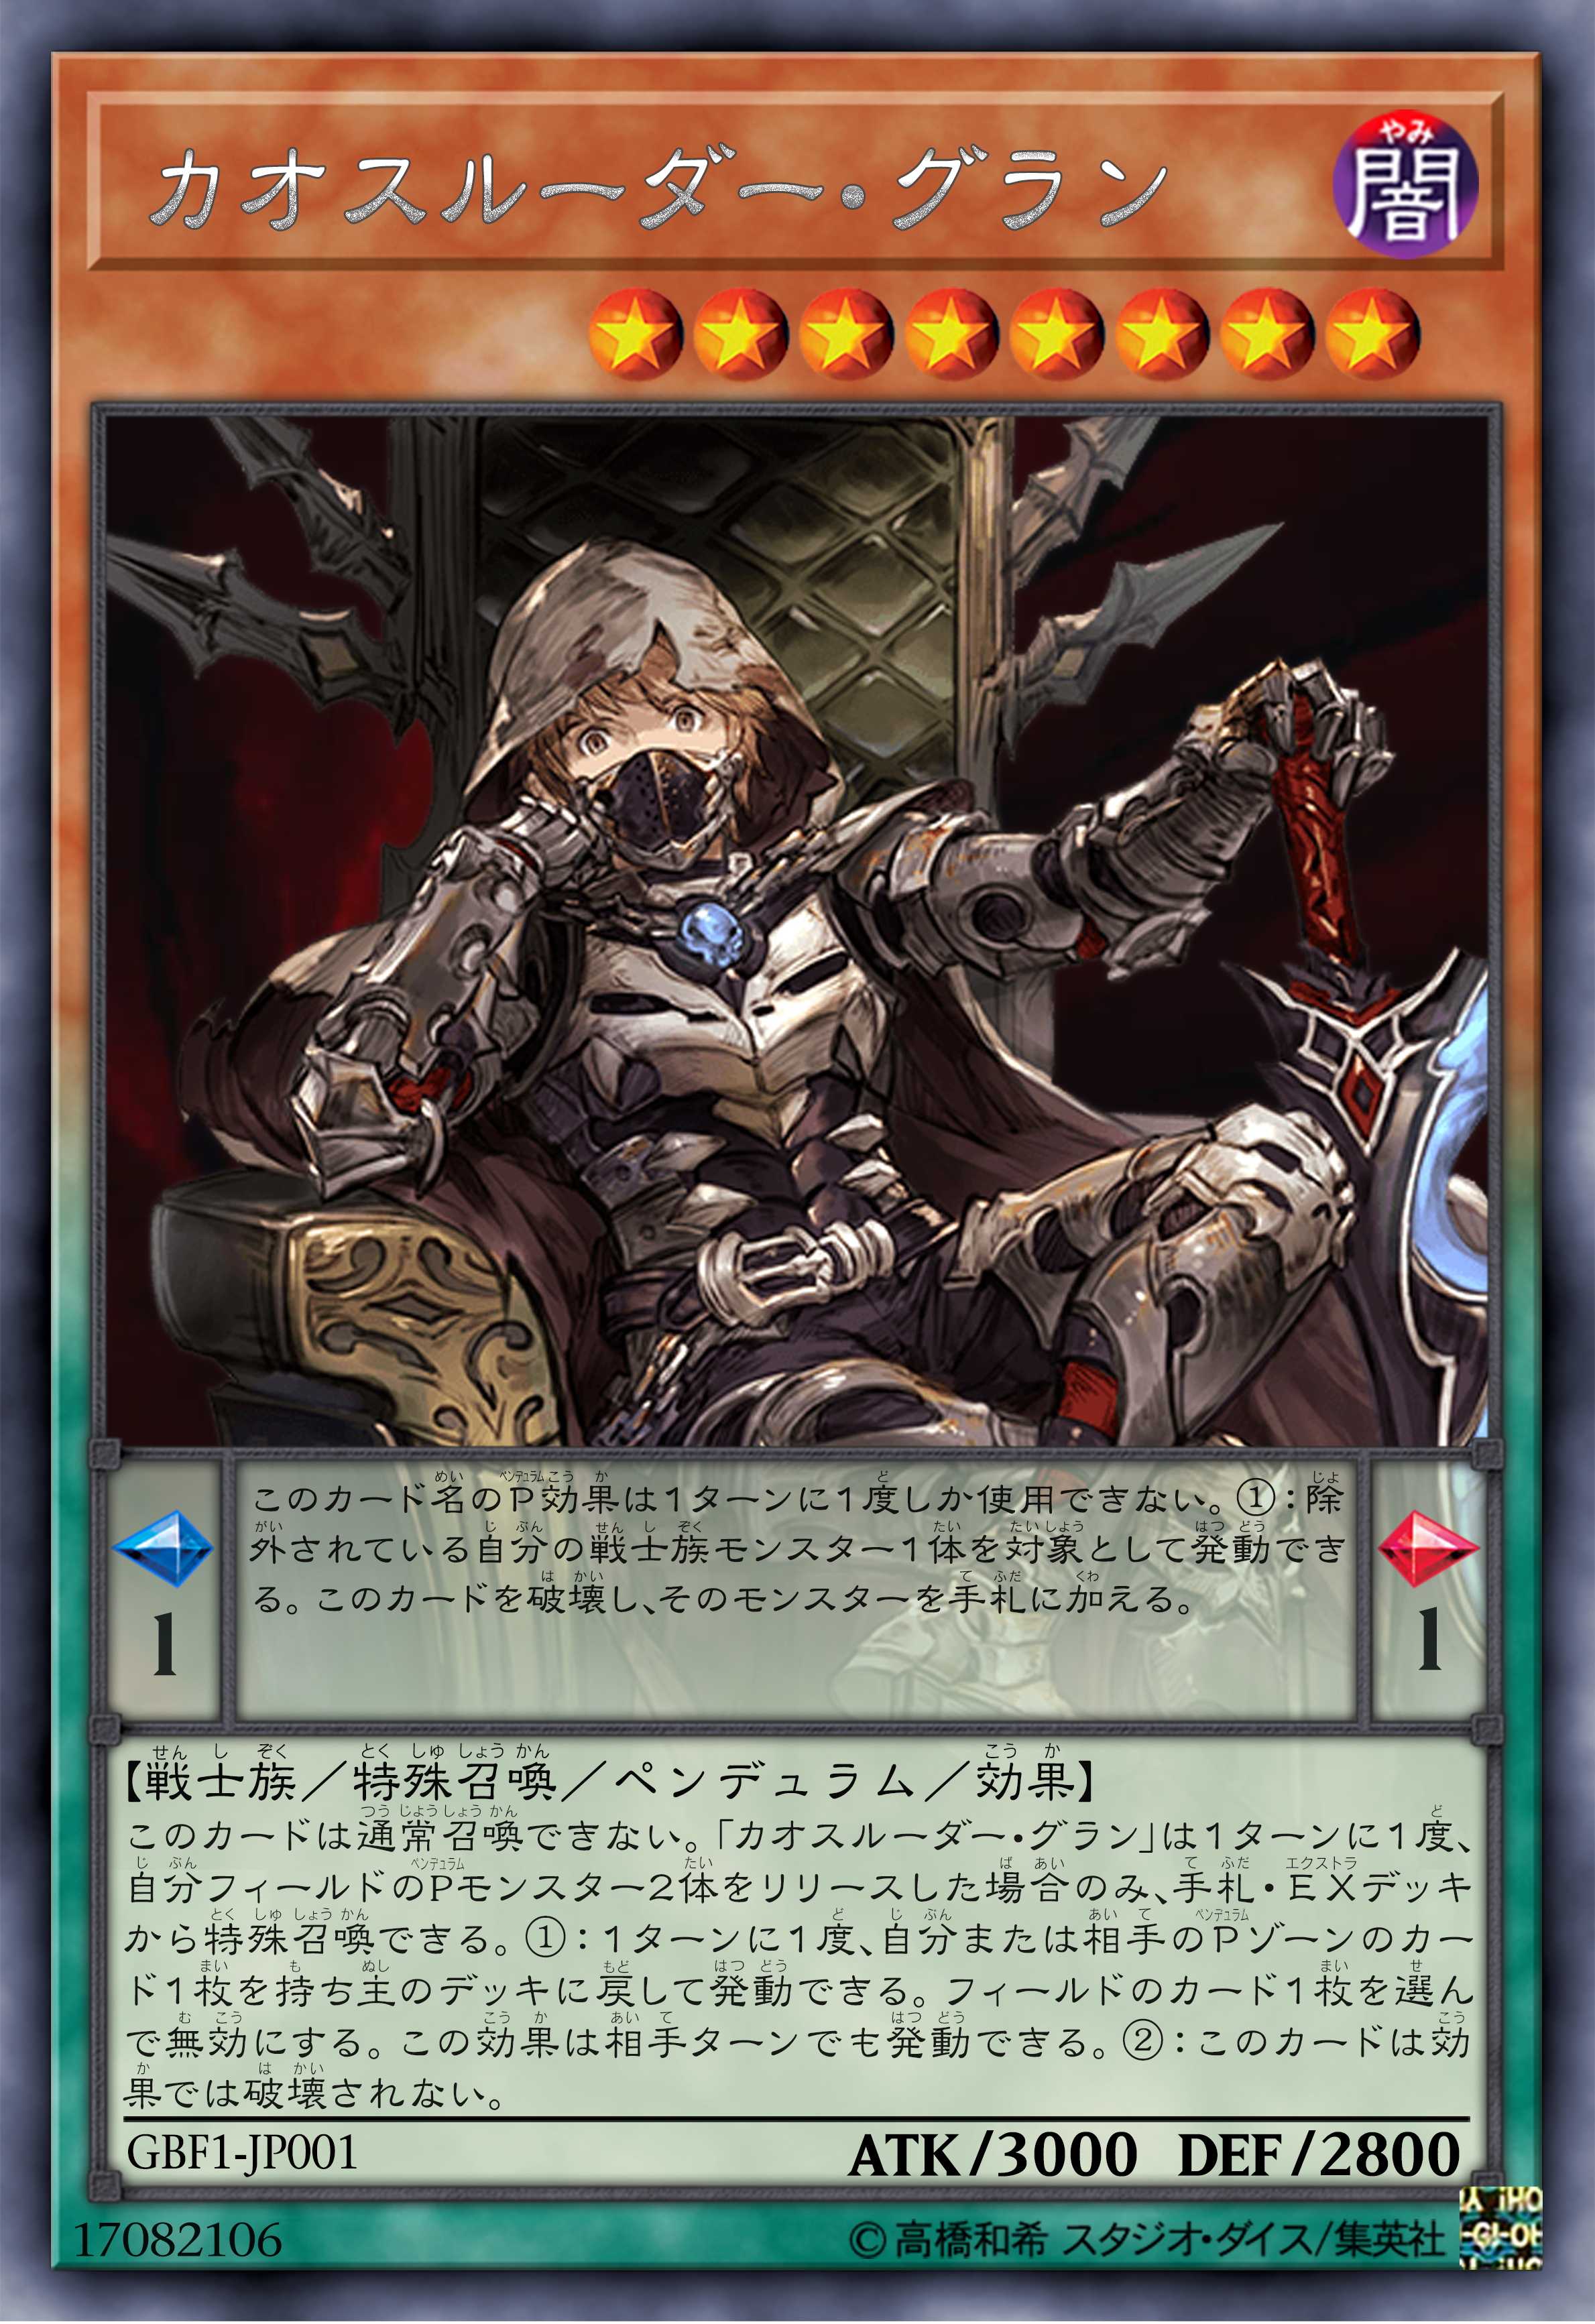 カオスルーダー・グラン
やみ
闇
このカード名のP効果は1ターンに1度しか使用できない。①：除
外されている自分の戦士族モンスター1体を対象として発動でき
る。このカードを破壊し、そのモンスターを手札に加える。
1
1
【戦士族／特殊召喚／ペンデュラム／効果】
このカードは通常召喚できない。「カオスルーダー・グラン」は1ターンに1度、
自分フィールドのPモンスター2体をリリースした場合のみ、手札・EXデッキ
から特殊召喚できる。①：1ターンに1度、自分または相手のPゾーンのカー
ド1枚を持ち主のデッキに戻して発動できる。フィールドのカード1枚を選ん
で無効にする。この効果は相手ターンでも発動できる。②：このカードは効
果では破壊されない。
GBF1-JP001
ATK/3000 DEF/2800
17082106
©高橋和希 スタジオ・ダイス/集英社